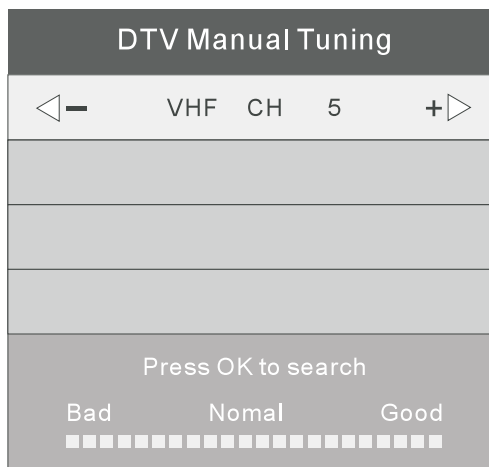 DTV Manual Tuning
− VHF CH 5 +
Press OK to search
Bad Nomal Good